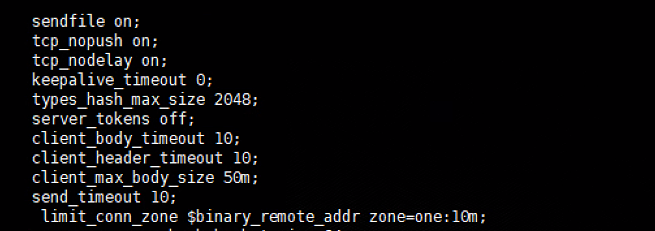 sendfile on;
tcp_nopush on;
tcp_nodelay on;
keepalive_timeout 0;
types_hash_max_size 2048;
server_tokens off;
client_body_timeout 10;
client_header_timeout 10;
client_max_body_size 50m;
send_timeout 10;
limit_conn_zone $binary_remote_addr zone=one:10m;